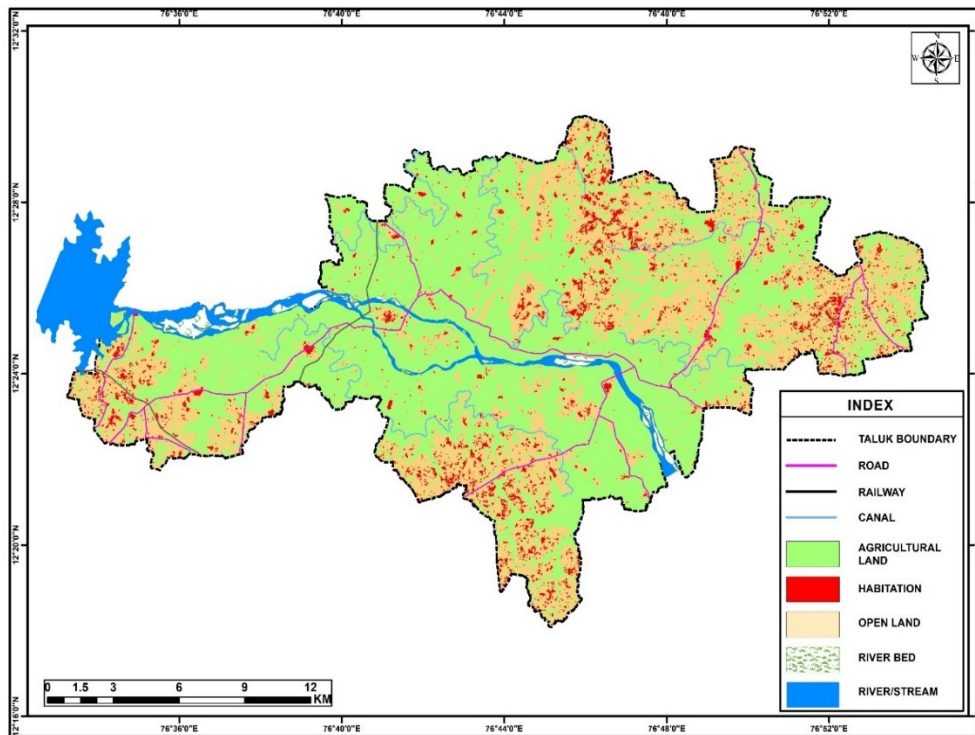 76°36'0"E 76°40'0"E 76°44'0"E 76°48'0"E 76°52'0"E
12°32'0"N
12°28'0"N
12°24'0"N
12°20'0"N
12°16'0"N
N
W E
S
INDEX
TALUK BOUNDARY
ROAD
RAILWAY
CANAL
AGRICULTURAL
LAND
HABITATION
OPEN LAND
RIVER BED
RIVER/STREAM
0 1.5 3 6 9 12
KM
76°36'0"E 76°40'0"E 76°44'0"E 76°48'0"E 76°52'0"E